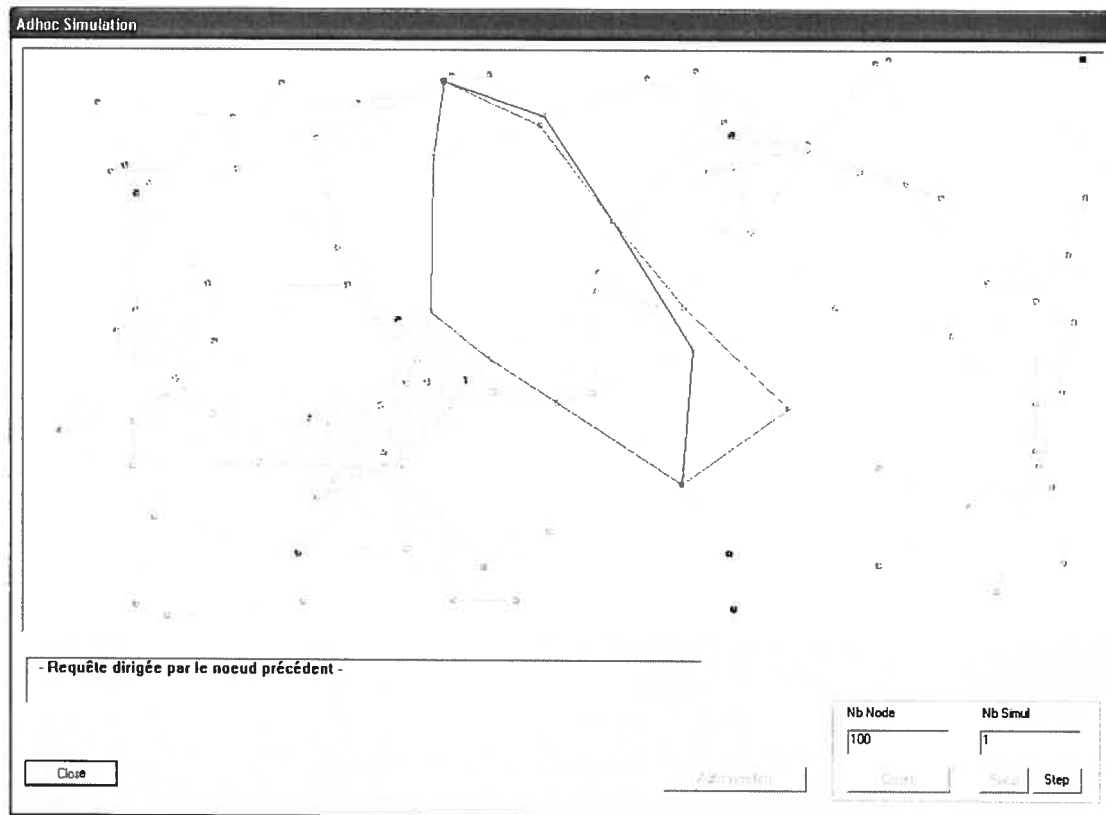 Adhoc Simulation
- Requête dirigée par le noeud précédent -
Nb Node
Nb Simul
100
1
Close
Step